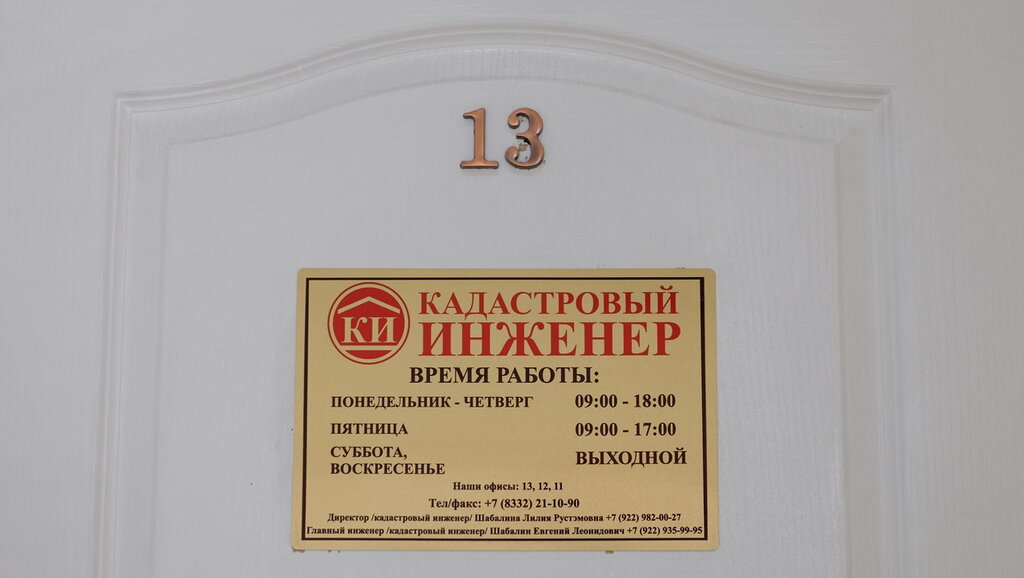 13
КИ
КАДАСТРОВЫЙ
ИНЖЕНЕР
ВРЕМЯ РАБОТЫ:
ПОНЕДЕЛЬНИК - ЧЕТВЕРГ 09:00 - 18:00
ПЯТНИЦА 09:00 - 17:00
СУББОТА,
ВОСКРЕСЕНЬЕ ВЫХОДНОЙ
Наши офисы: 13, 12, 11
Тел/факс: +7 (8332) 21-10-90
Директор /кадастровый инженер/ Шабалина Лилия Рустэмовна +7 (922) 982-00-27
Главный инженер /кадастровый инженер/ Шабалин Евгений Леонидович +7 (922) 935-99-95